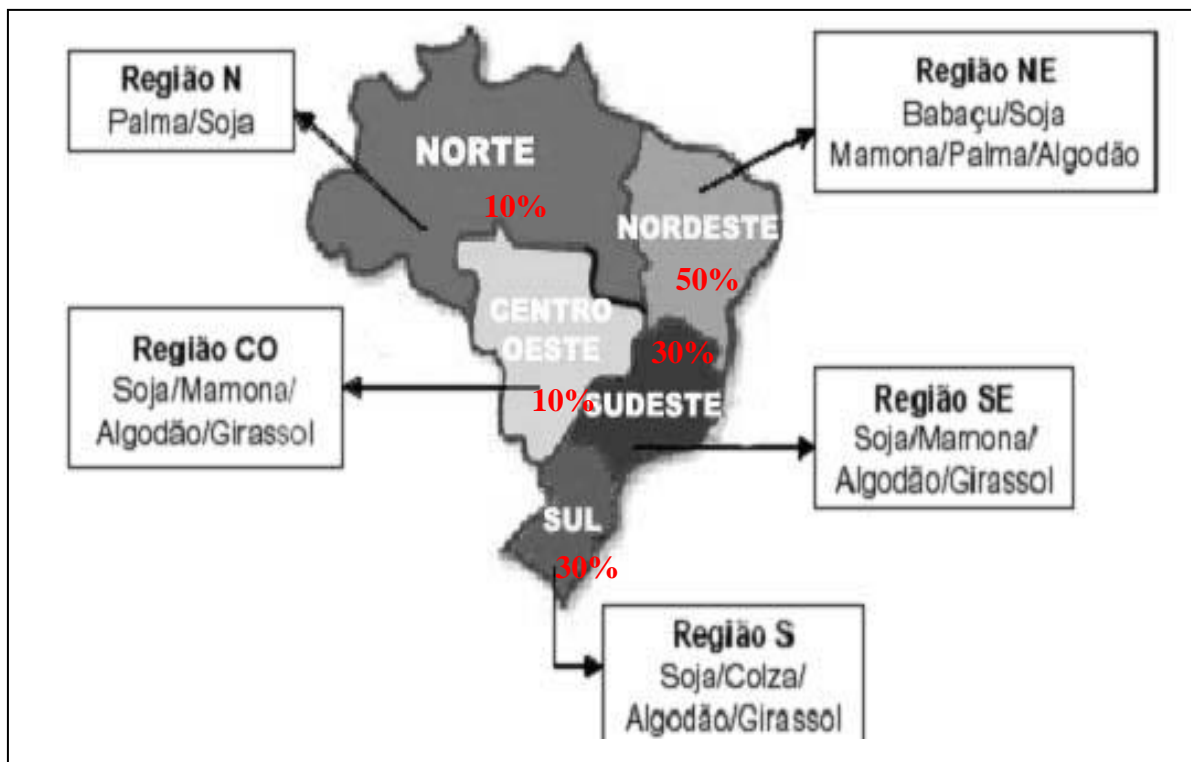 Região N
Palma/Soja
Região NE
Babaçu/Soja
Mamona/Palma/Algodão
NORTE
10%
NORDESTE
50%
CENTRO
OESTE
10%
Região CO
Soja/Mamona/
Algodão/Girassol
30%
SUDESTE
Região SE
Soja/Mamona/
Algodão/Girassol
SUL
30%
Região S
Soja/Colza/
Algodão/Girassol